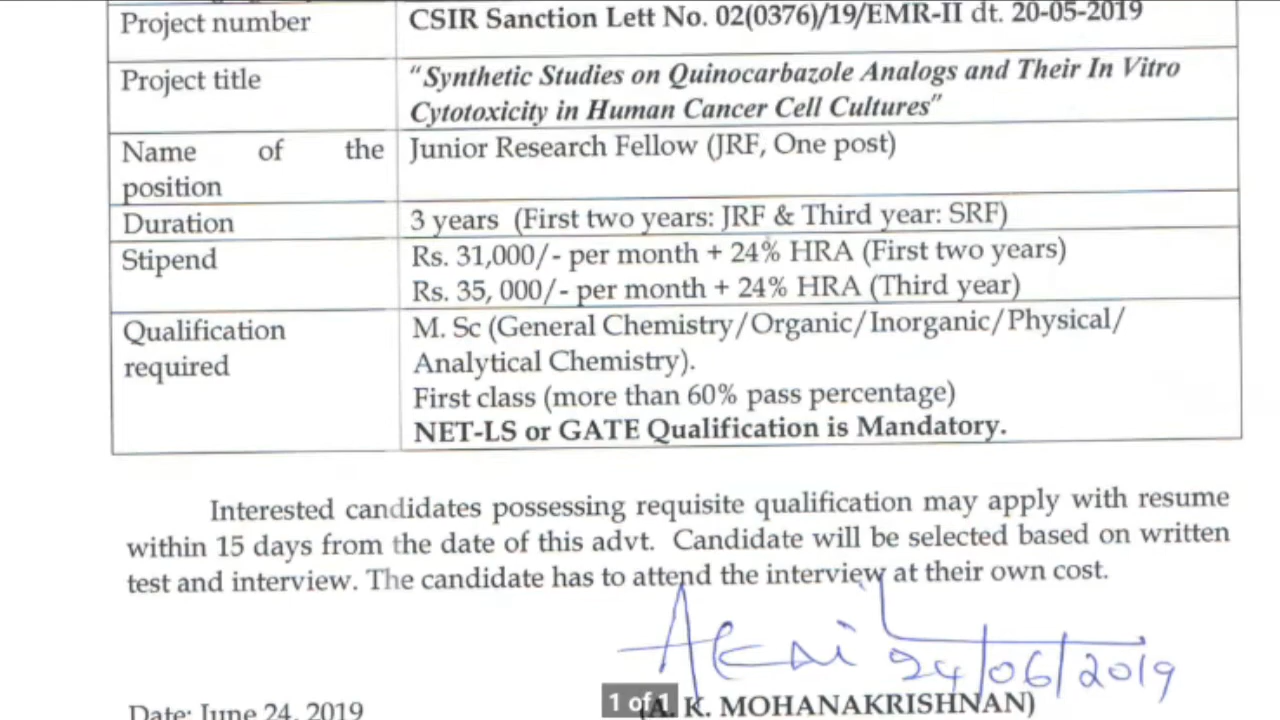 Project number
CSIR Sanction Lett No. 02(0376)/19/EMR-II dt. 20-05-2019
Project title
"Synthetic Studies on Quinocarbazole Analogs and Their In Vitro
Cytotoxicity in Human Cancer Cell Cultures"
Name of the
position
Junior Research Fellow (JRF, One post)
Duration
3 years (First two years: JRF & Third year: SRF)
Stipend
Rs. 31,000/- per month + 24% HRA (First two years)
Rs. 35, 000/- per month + 24% HRA (Third year)
Qualification
required
M. Sc (General Chemistry/Organic/Inorganic/Physical/
Analytical Chemistry).
First class (more than 60% pass percentage)
NET-LS or GATE Qualification is Mandatory.
Interested candidates possessing requisite qualification may apply with resume
within 15 days from the date of this advt. Candidate will be selected based on written
test and interview. The candidate has to attend the interview at their own cost.
24/06/2019
1 of 1
(A. K. MOHANAKRISHNAN)
Date: June 24, 2019